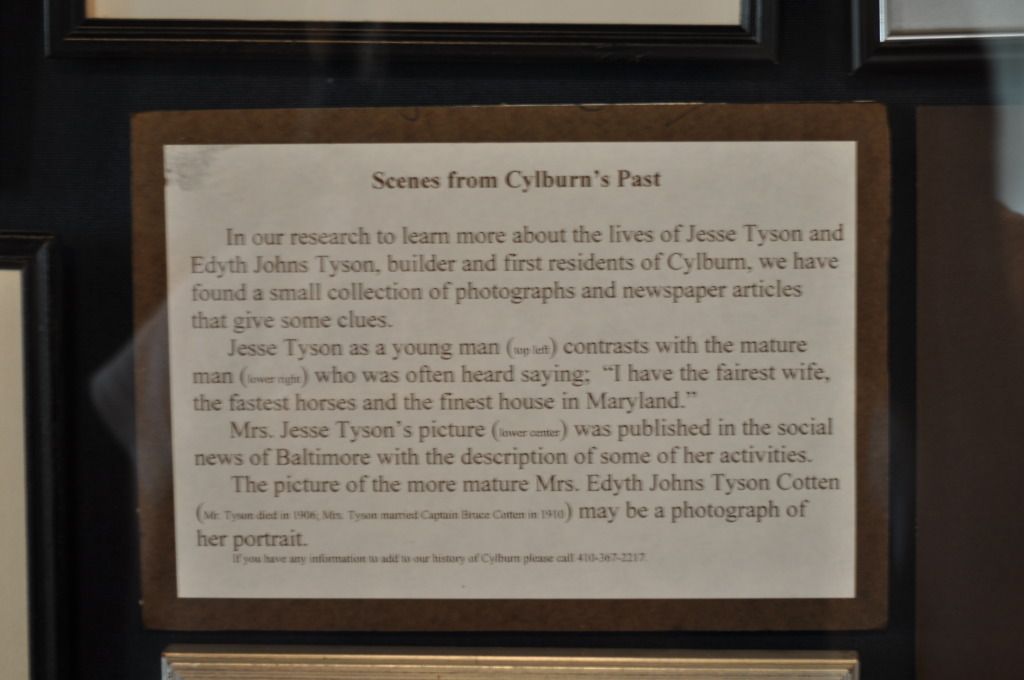 Scenes from Cylburn's Past
In our research to learn more about the lives of Jesse Tyson and
Edyth Johns Tyson, builder and first residents of Cylburn, we have
found a small collection of photographs and newspaper articles
that give some clues.
Jesse Tyson as a young man (top left) contrasts with the mature
man (lower right) who was often heard saying; "I have the fairest wife,
the fastest horses and the finest house in Maryland."
Mrs. Jesse Tyson's picture (lower center) was published in the social
news of Baltimore with the description of some of her activities.
The picture of the more mature Mrs. Edyth Johns Tyson Cotten
(Mr. Tyson died in 1906; Mrs. Tyson married Captain Bruce Cotten in 1910) may be a photograph of
her portrait.
If you have any information to add to our history of Cylburn please call 410-367-2217.